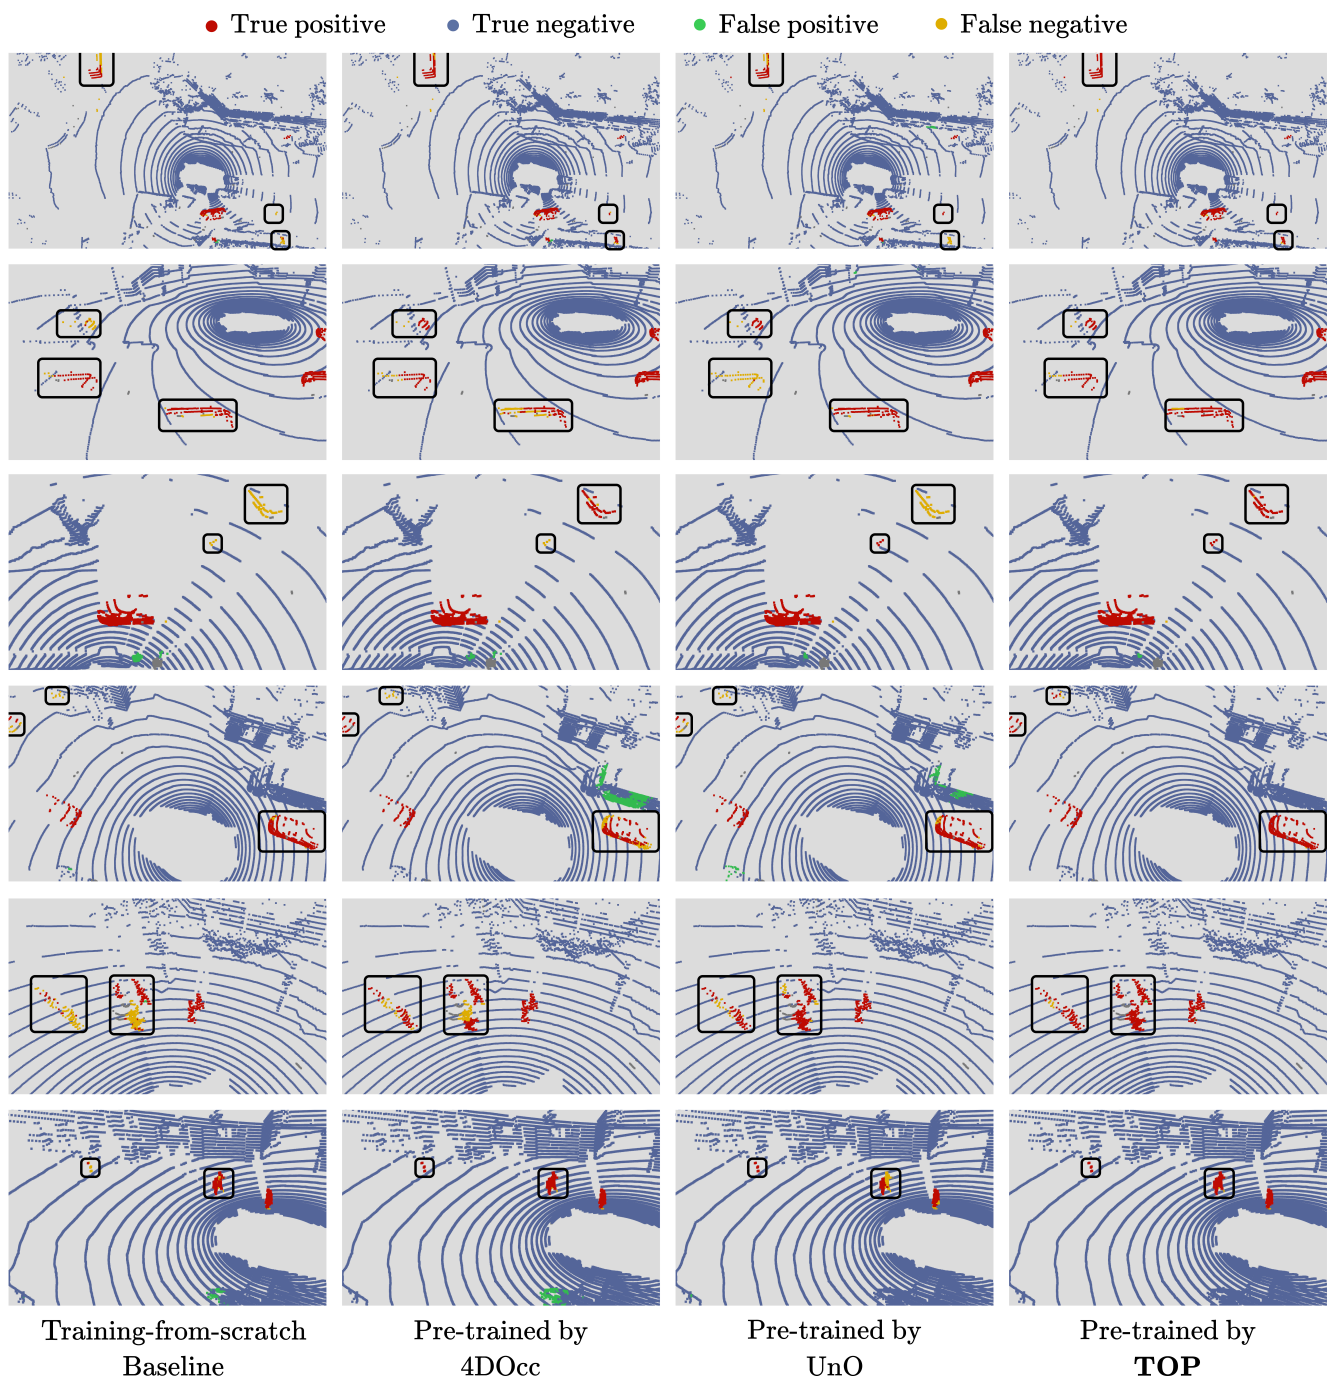 True positive True negative False positive False negative
Training-from-scratch Pre-trained by Pre-trained by Pre-trained by
Baseline 4DOcc UnO TOP